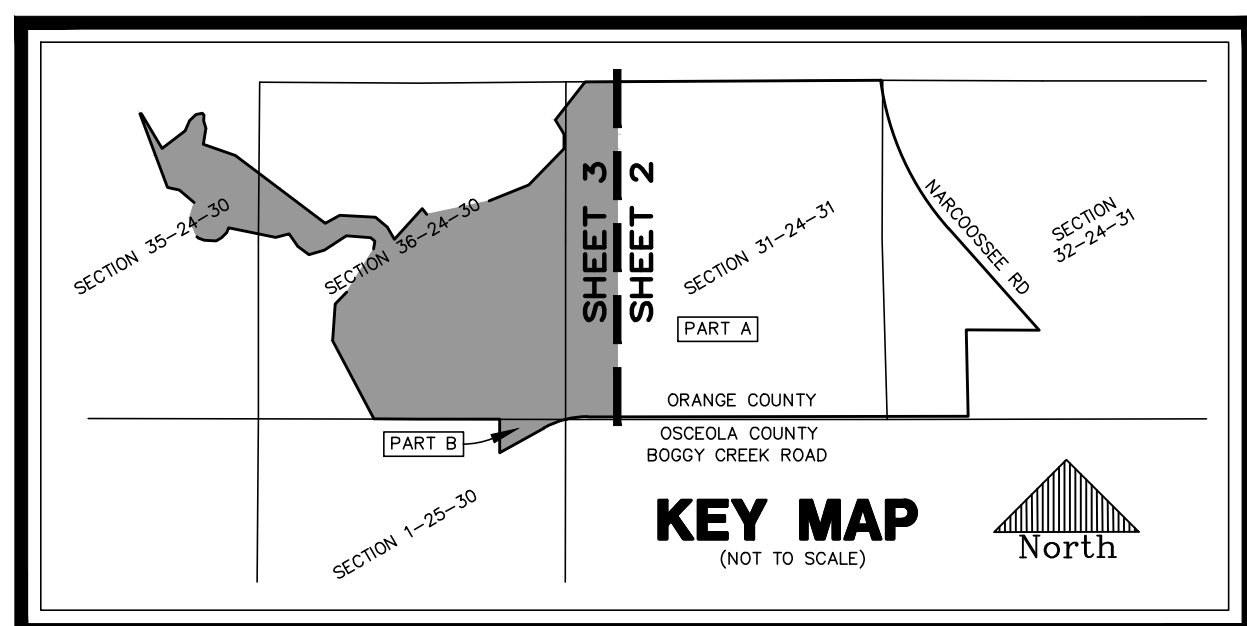 SECTION 35-24-30
SECTION 36-24-30
SHEET 3
SHEET 2
SECTION 31-24-31
NARCOOSSEE RD
SECTION
32-24-31
PART A
ORANGE COUNTY
OSCEOLA COUNTY
BOGGY CREEK ROAD
PART B
SECTION 1-25-30
KEY MAP
(NOT TO SCALE)
North